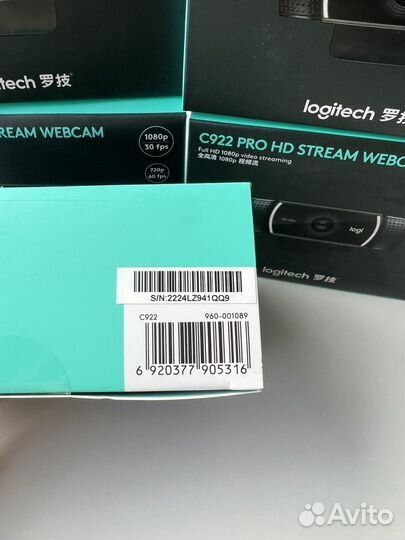 itech 罗技
logitech 罗技
REAM WEBCAM
1080p
30 fps
720p
60 fps
C922 PRO HD STREAM WEBC
Full HD 1080p video streaming
全高清 1080p 视频流
logi
logitech 罗技
S/N:2224LZ941QQ9
C922 960-001089
6 920377 905316
Avito